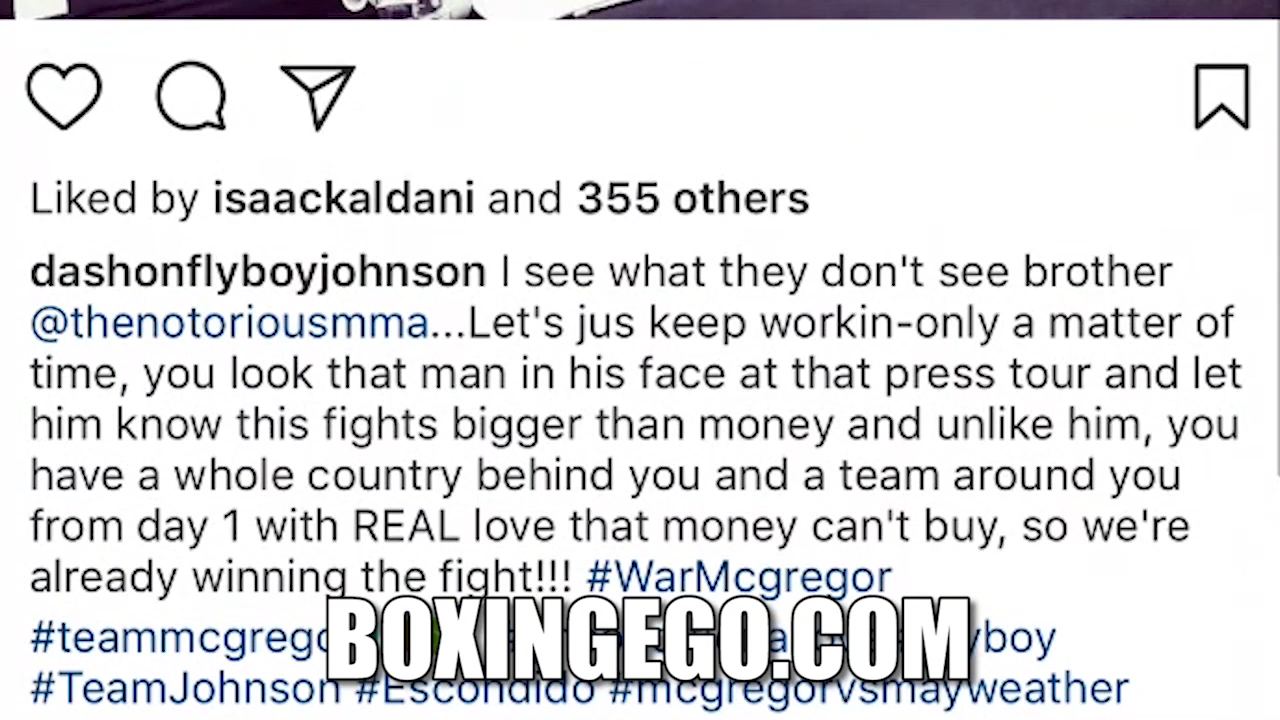 Liked by isaackaldani and 355 others
dashonflyboyjohnson I see what they don't see brother
@thenotoriousmma...Let's jus keep workin-only a matter of
time, you look that man in his face at that press tour and let
him know this fights bigger than money and unlike him, you
have a whole country behind you and a team around you
from day 1 with REAL love that money can't buy, so we're
already winning the fight!!! #WarMcgregor
BOXINGEGO.COM
#TeamJohnson #Escondido #mcgregorvsmayweather